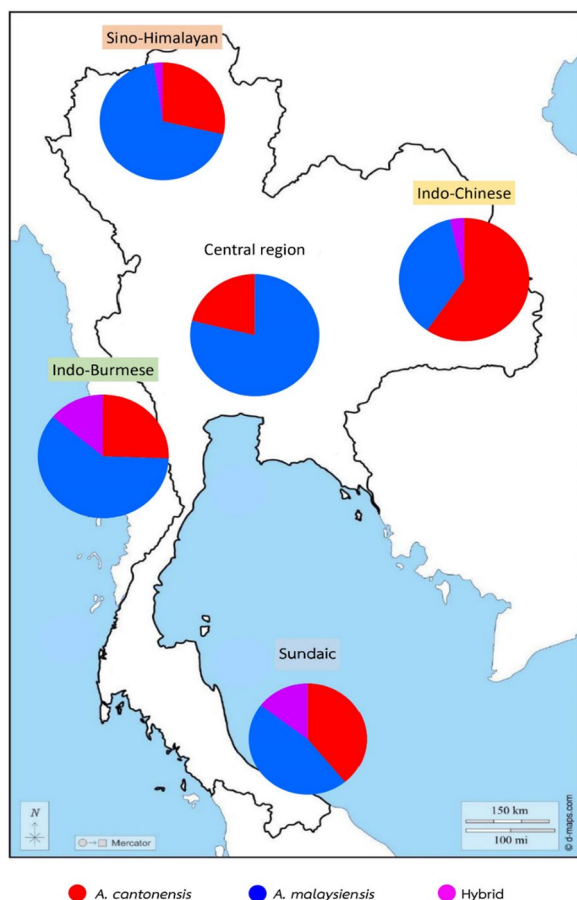 Sino-Himalayan
Indo-Chinese
Central region
Indo-Burmese
Sundaic
N
Mercator
150 km
100 mi
© d-maps.com
A. cantonensis
A. malaysiensis
Hybrid